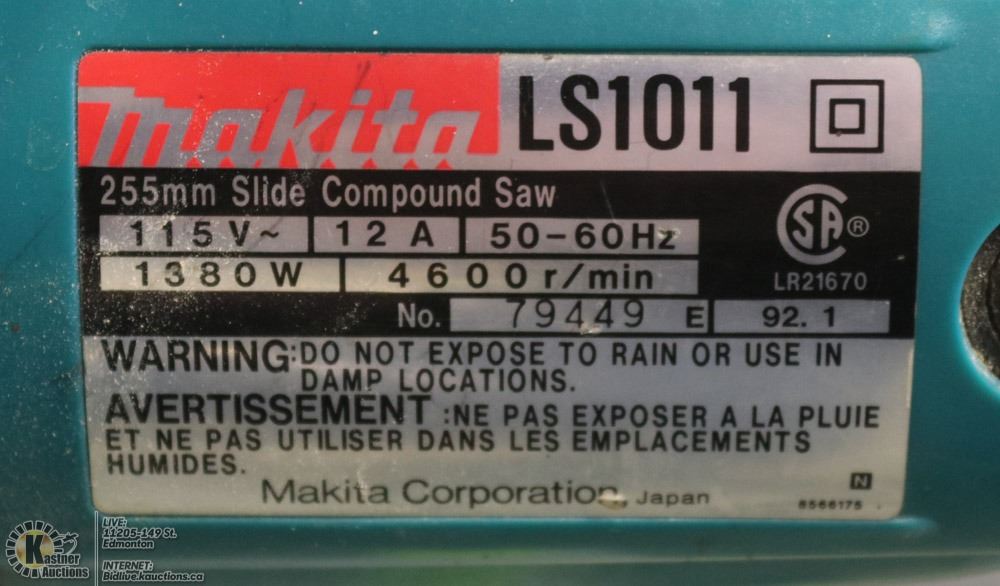 makita LS1011
255mm Slide Compound Saw
115V~ 12A 50-60Hz
1380W 4600r/min
LR21670
No. 79449 E 92.1
WARNING:DO NOT EXPOSE TO RAIN OR USE IN
DAMP LOCATIONS.
AVERTISSEMENT:NE PAS EXPOSER A LA PLUIE
ET NE PAS UTILISER DANS LES EMPLACEMENTS
HUMIDES.
Makita Corporation, Japan
N
8566175
Kastner
Auctions
LIVE:
11205-149 St.
Edmonton
INTERNET:
Bidlive.kauctions.ca